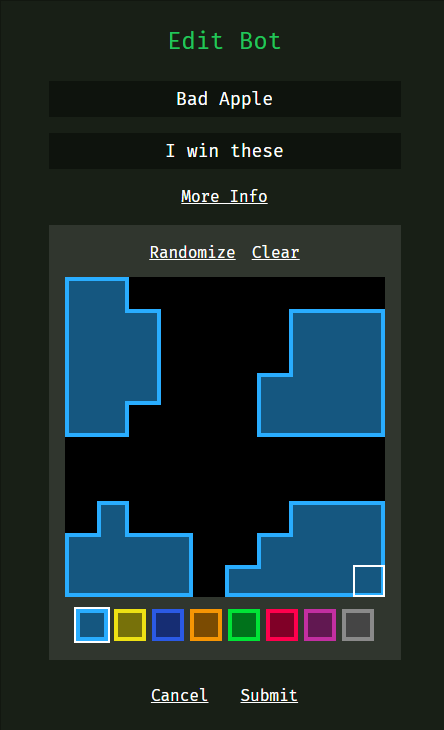 Edit Bot
Bad Apple
I win these
More Info
Randomize Clear
Cancel Submit